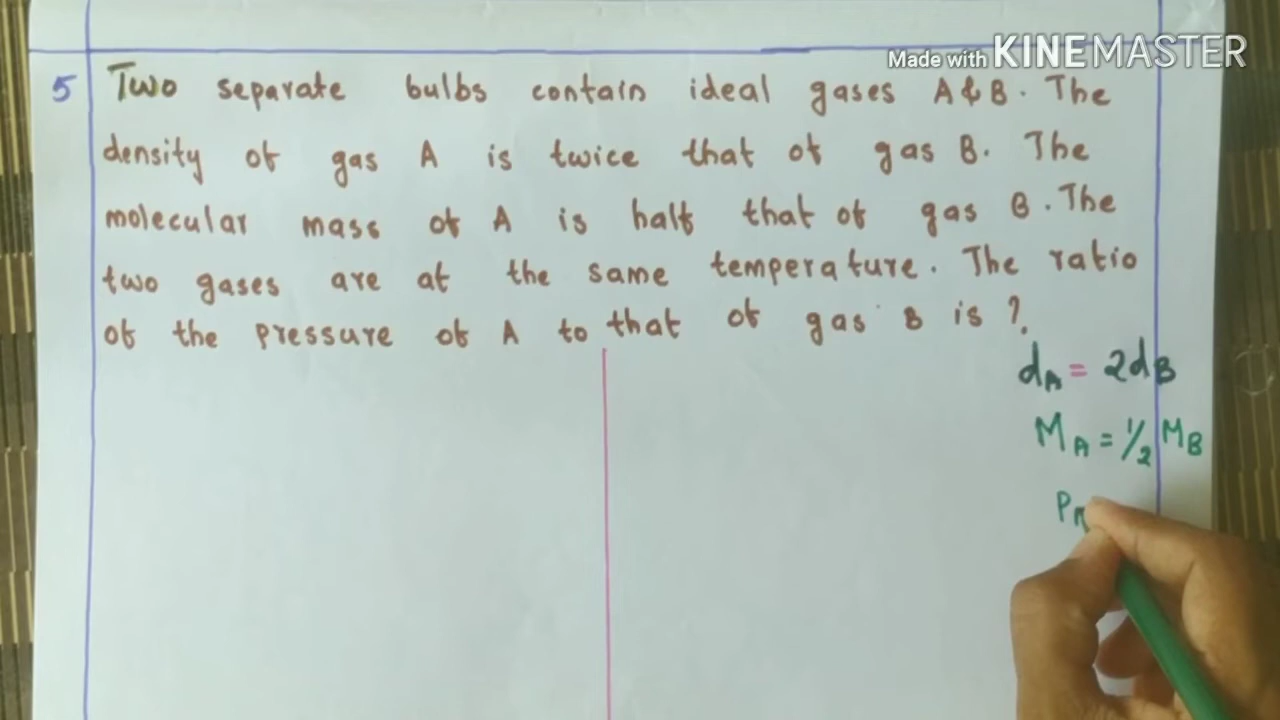 Made with KINEMASTER
5 Two separate bulbs contain ideal gases A & B. The
density of gas A is twice that of gas B. The
molecular mass of A is half that of gas B. The
two gases are at the same temperature. The ratio
of the pressure of A to that of gas B is ?
dA = 2dB
MA = 1/2 MB
PA